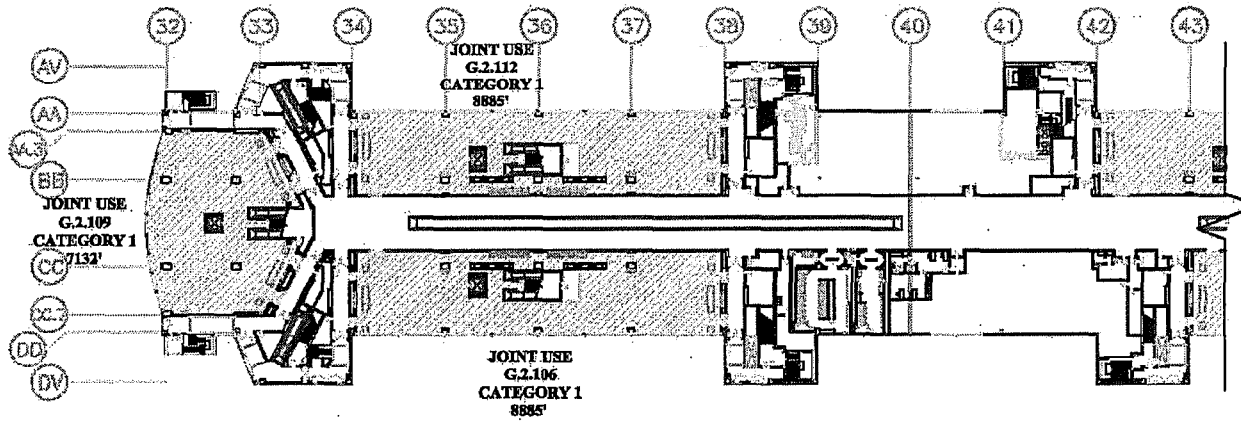 32 33 34 35 36 37 38 39 40 41 42 43
JOINT USE
G.2.112
CATEGORY 1
8885'
AV
AA
BB
JOINT USE
G.2.109
CATEGORY 1
7132'
CC
DD
DV
JOINT USE
G.2.106
CATEGORY 1
8885'